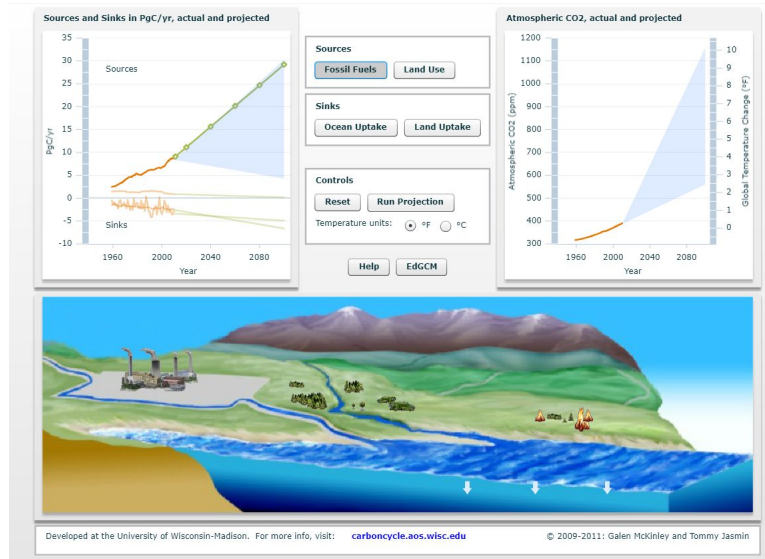 Sources and Sinks in PgC/yr, actual and projected
35
30
25
20
15
10
5
0
-5
-10
PgC/yr
Sources
Sinks
1960 2000 2040 2080
Year
Sources
Fossil Fuels Land Use
Sinks
Ocean Uptake Land Uptake
Controls
Reset Run Projection
Temperature units: °F °C
Help EdGCM
Atmospheric CO2, actual and projected
1200
1100
1000
900
800
700
600
500
400
300
Atmospheric CO2 (ppm)
10
9
8
7
6
5
4
3
2
1
0
Global Temperature Change (°F)
1960 2000 2040 2080
Year
Developed at the University of Wisconsin-Madison. For more info, visit: carboncycle.aos.wisc.edu © 2009-2011: Galen McKinley and Tommy Jasmin